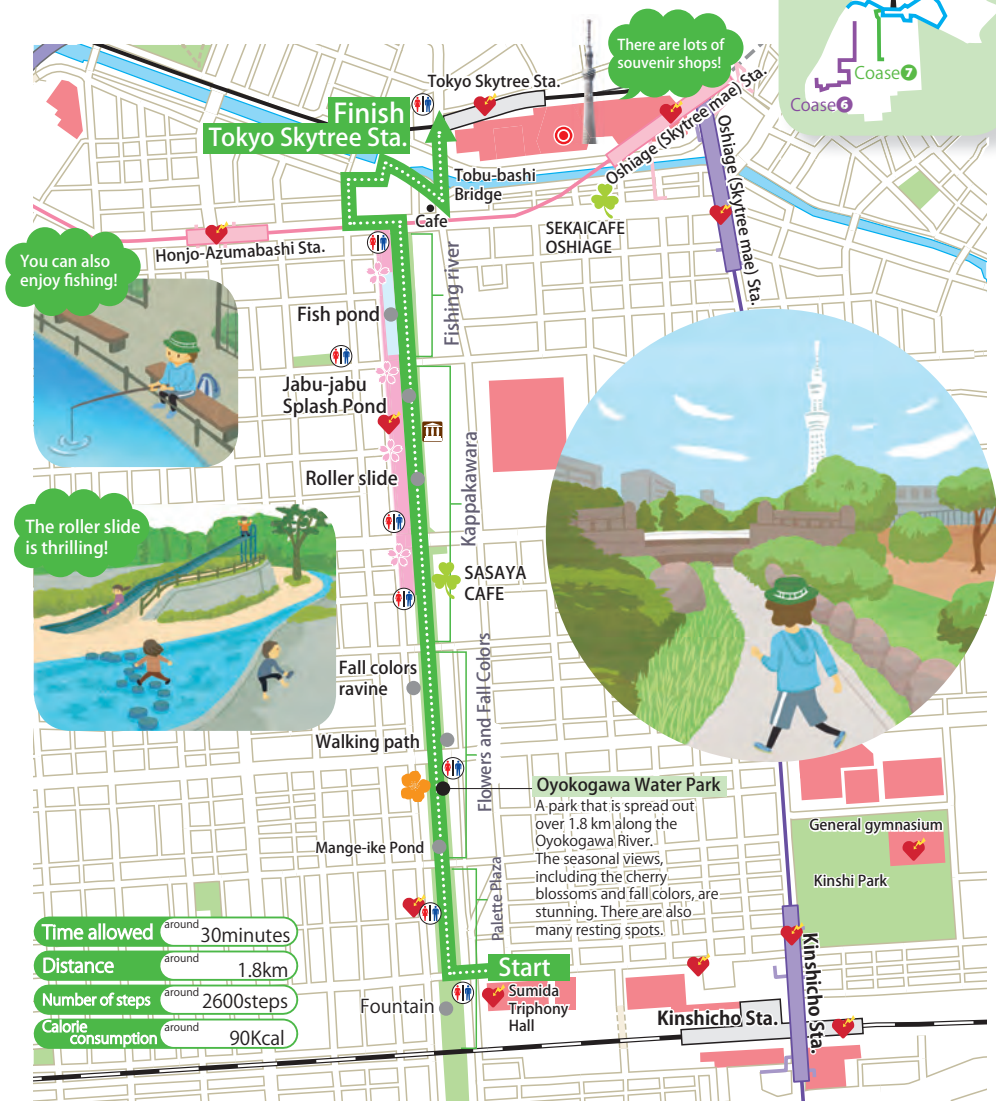 Coase 7
Coase 6
There are lots of
souvenir shops!
Tokyo Skytree Sta.
Finish
Tokyo Skytree Sta.
Oshiage (Skytree mae) Sta.
Oshiage (Skytree mae) Sta.
Tobu-bashi
Bridge
Cafe
SEKAICAFE
OSHIAGE
Honjo-Azumabashi Sta.
You can also
enjoy fishing!
Fishing river
Fish pond
Jabu-jabu
Splash Pond
Kappakawara
Roller slide
The roller slide
is thrilling!
SASAYA
CAFE
Fall colors
ravine
Flowers and Fall Colors
Walking path
Oyokogawa Water Park
A park that is spread out
over 1.8 km along the
Oyokogawa River.
The seasonal views,
including the cherry
blossoms and fall colors, are
stunning. There are also
many resting spots.
General gymnasium
Kinshi Park
Mange-ike Pond
Palette Plaza
Time allowed around 30minutes
Distance around 1.8km
Number of steps around 2600steps
Calorie
consumption around 90Kcal
Start
Sumida
Triphony
Hall
Fountain
Kinshicho Sta.
Kinshicho Sta.